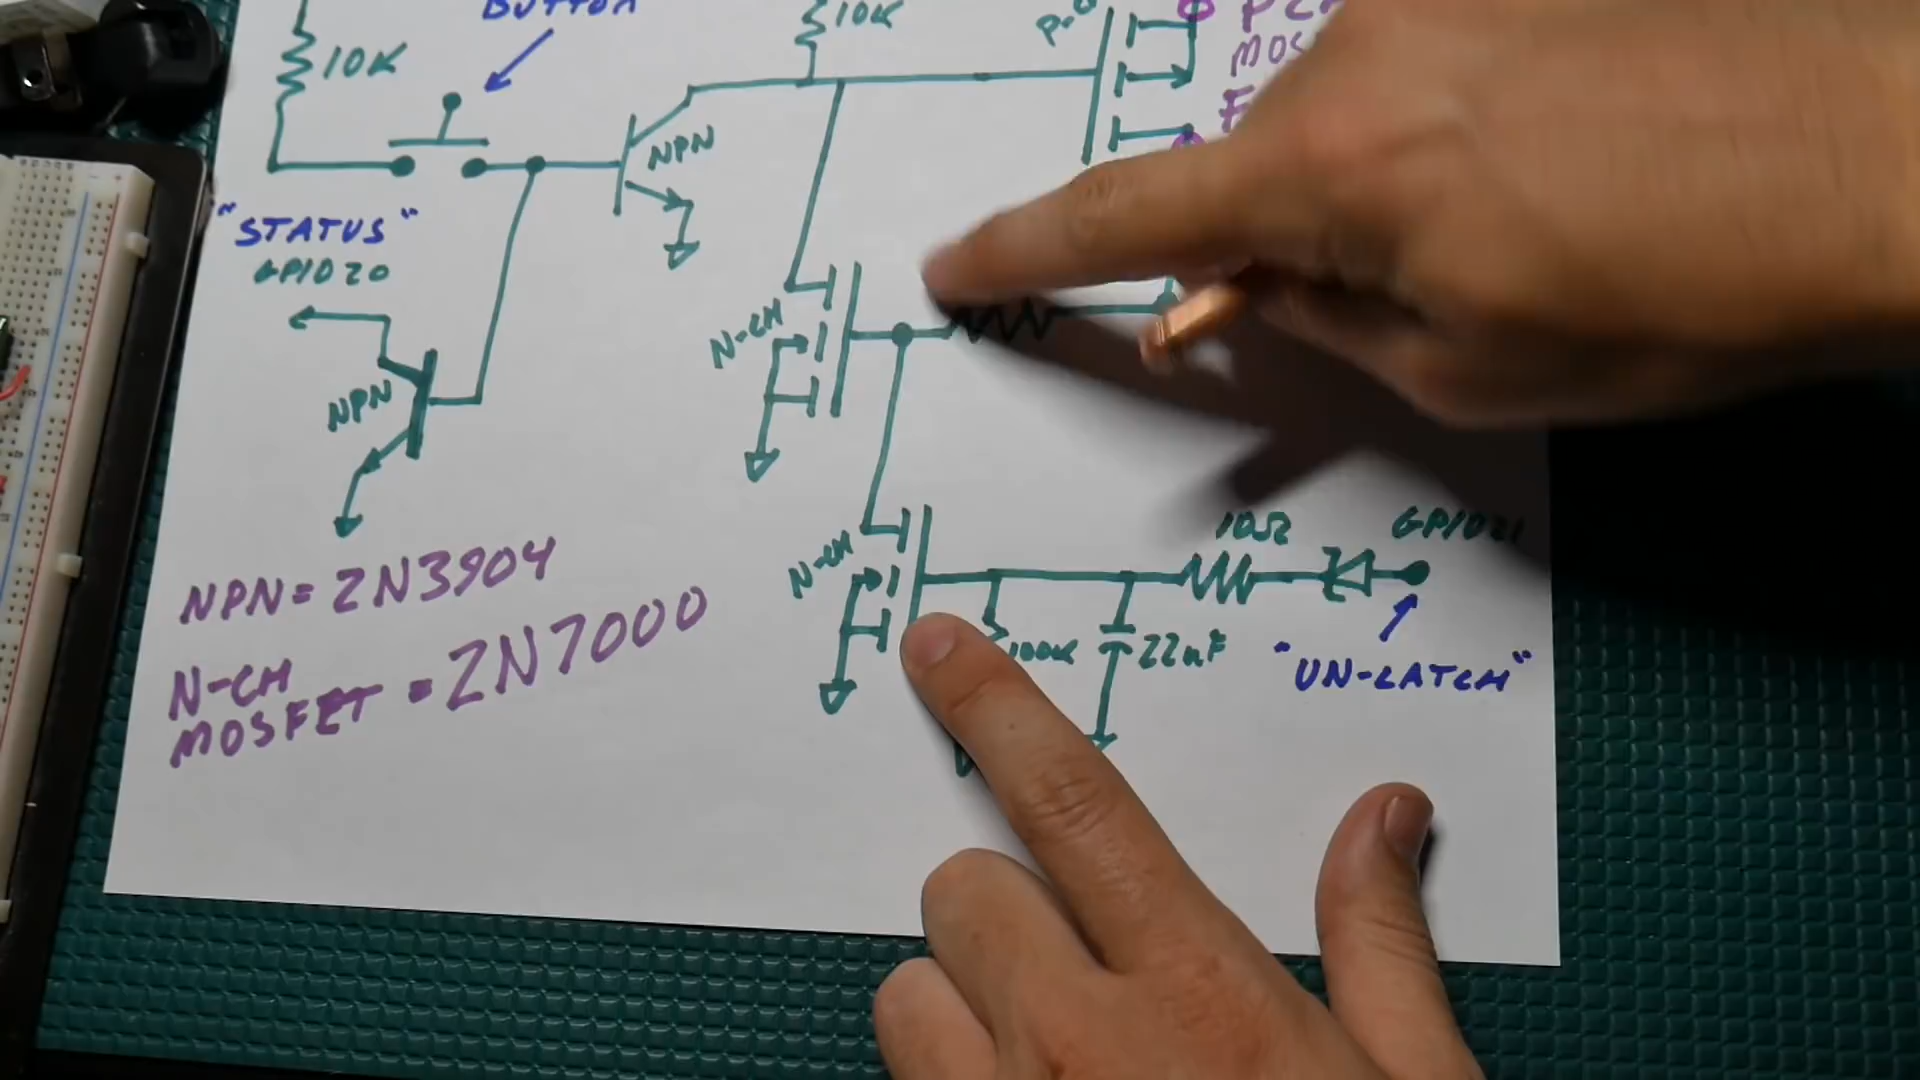 BUTTON
10K
10K
NPN
"STATUS"
GPIO20
NPN
N-CH
N-CH
10Ω
100K
22nF
"UN-LATCH"
NPN= 2N3904
N-CH
MOSFET = 2N7000